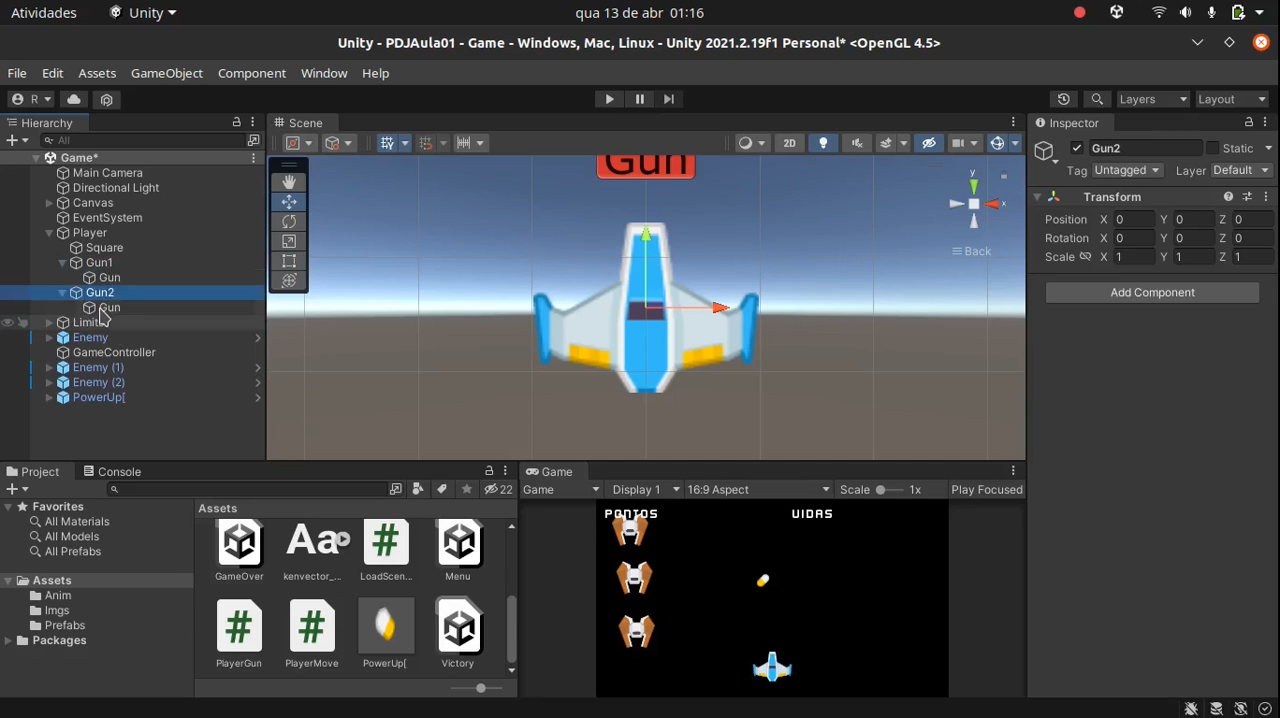 Atividades
Unity
qua 13 de abr 01:16
Unity - PDJAula01 - Game - Windows, Mac, Linux - Unity 2021.2.19f1 Personal* <OpenGL 4.5>
File Edit Assets GameObject Component Window Help
R
Layers
Layout
Hierarchy
All
Game*
Main Camera
Directional Light
Canvas
EventSystem
Player
Square
Gun1
Gun
Gun2
Gun
Enemy
GameController
Enemy (1)
Enemy (2)
PowerUp[
Scene
2D
Gun
y
x
Back
Inspector
Gun2
Static
Tag Untagged
Layer Default
Transform
Position X 0 Y 0 Z 0
Rotation X 0 Y 0 Z 0
Scale X 1 Y 1 Z 1
Add Component
Project
Console
22
Favorites
All Materials
All Models
All Prefabs
Assets
Anim
Imgs
Prefabs
Packages
Assets
GameOver
kenvector_...
LoadScen...
Menu
PlayerGun
PlayerMove
PowerUp[
Victory
Game
Game
Display 1
16:9 Aspect
Scale
1x
Play Focused
PONTOS
VIDAS